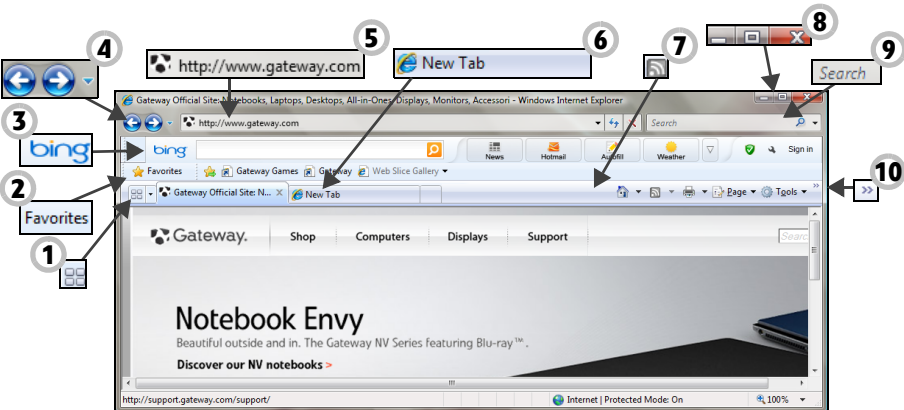 8
4
5
6
7
9
http://www.gateway.com
New Tab
Search
Gateway Official Site: Notebooks, Laptops, Desktops, All-in-Ones, Displays, Monitors, Accessori - Windows Internet Explorer
http://www.gateway.com
Search
3
bing
bing
News
Hotmail
Autofill
Weather
Sign in
2
Favorites
Favorites
Gateway Games
Gateway
Web Slice Gallery
10
Gateway Official Site: N...
New Tab
Page
Tools
1
Gateway.
Shop
Computers
Displays
Support
Searc
Notebook Envy
Beautiful outside and in. The Gateway NV Series featuring Blu-ray™.
Discover our NV notebooks >
http://support.gateway.com/support/
Internet | Protected Mode: On
100%